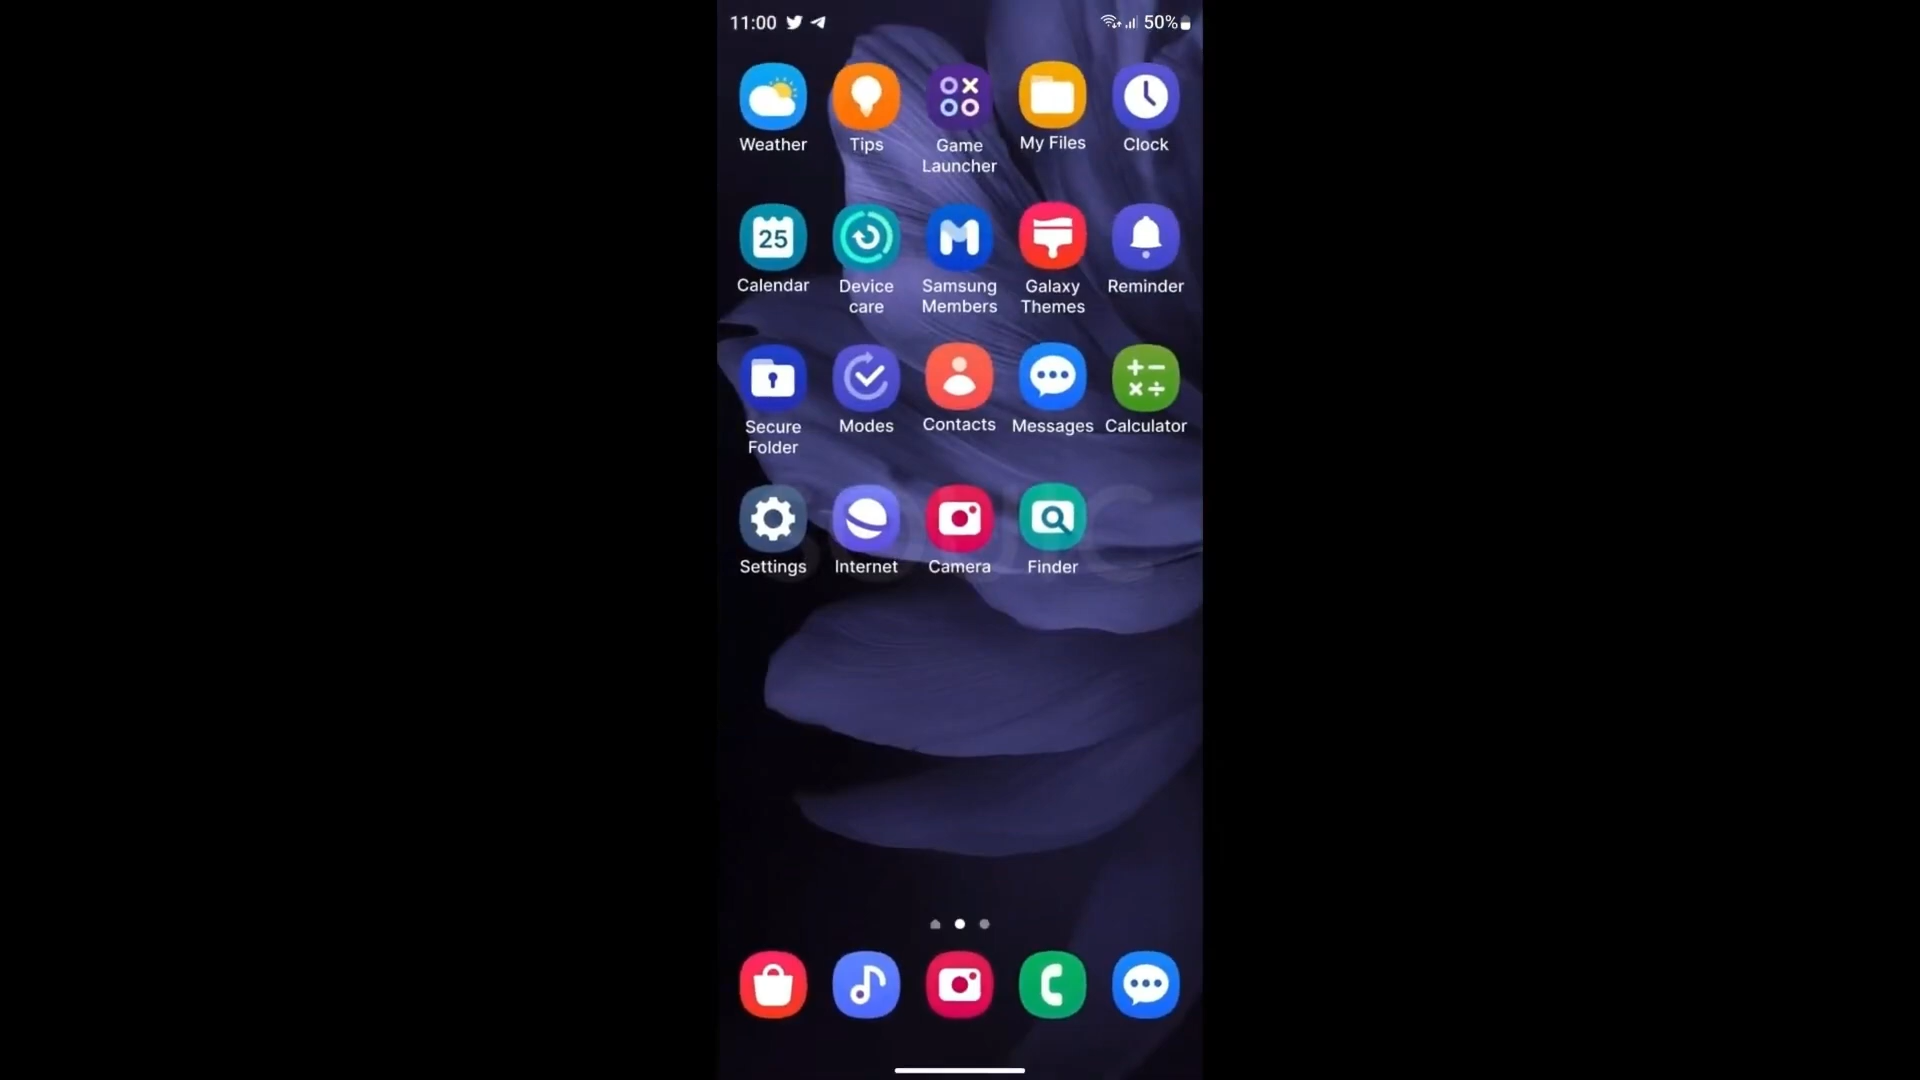 11:00 50%
Weather Tips Game Launcher My Files Clock
25
Calendar Device care Samsung Members Galaxy Themes Reminder
Secure Folder Modes Contacts Messages Calculator
Settings Internet Camera Finder